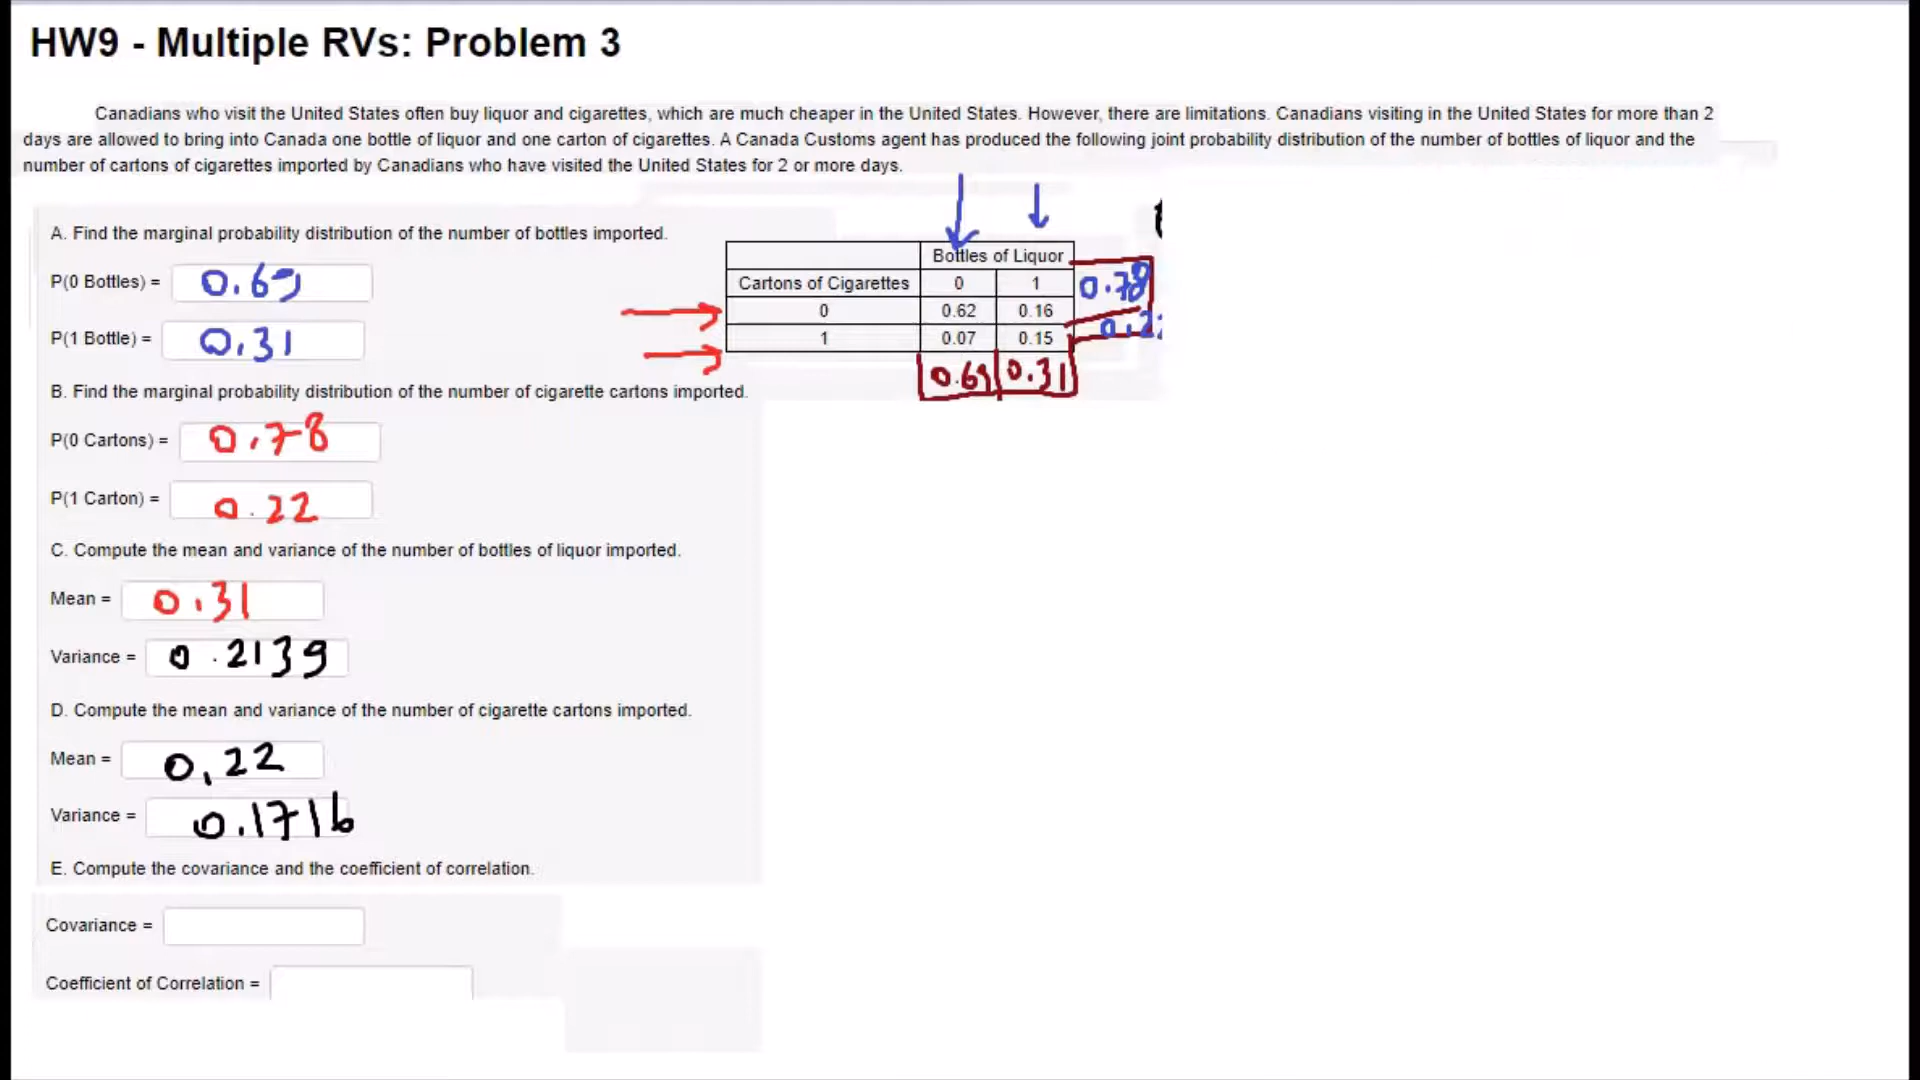 HW9 - Multiple RVs: Problem 3
Canadians who visit the United States often buy liquor and cigarettes, which are much cheaper in the United States. However, there are limitations. Canadians visiting in the United States for more than 2
days are allowed to bring into Canada one bottle of liquor and one carton of cigarettes. A Canada Customs agent has produced the following joint probability distribution of the number of bottles of liquor and the
number of cartons of cigarettes imported by Canadians who have visited the United States for 2 or more days.
A. Find the marginal probability distribution of the number of bottles imported.
P(0 Bottles) = 0.69
P(1 Bottle) = 0.31
Bottles of Liquor
Cartons of Cigarettes 0 1 0.78
0 0.62 0.16
1 0.07 0.15
0.69 0.31
B. Find the marginal probability distribution of the number of cigarette cartons imported.
P(0 Cartons) = 0.78
P(1 Carton) = 0.22
C. Compute the mean and variance of the number of bottles of liquor imported.
Mean = 0.31
Variance = 0.2139
D. Compute the mean and variance of the number of cigarette cartons imported.
Mean = 0.22
Variance = 0.1716
E. Compute the covariance and the coefficient of correlation.
Covariance =
Coefficient of Correlation =